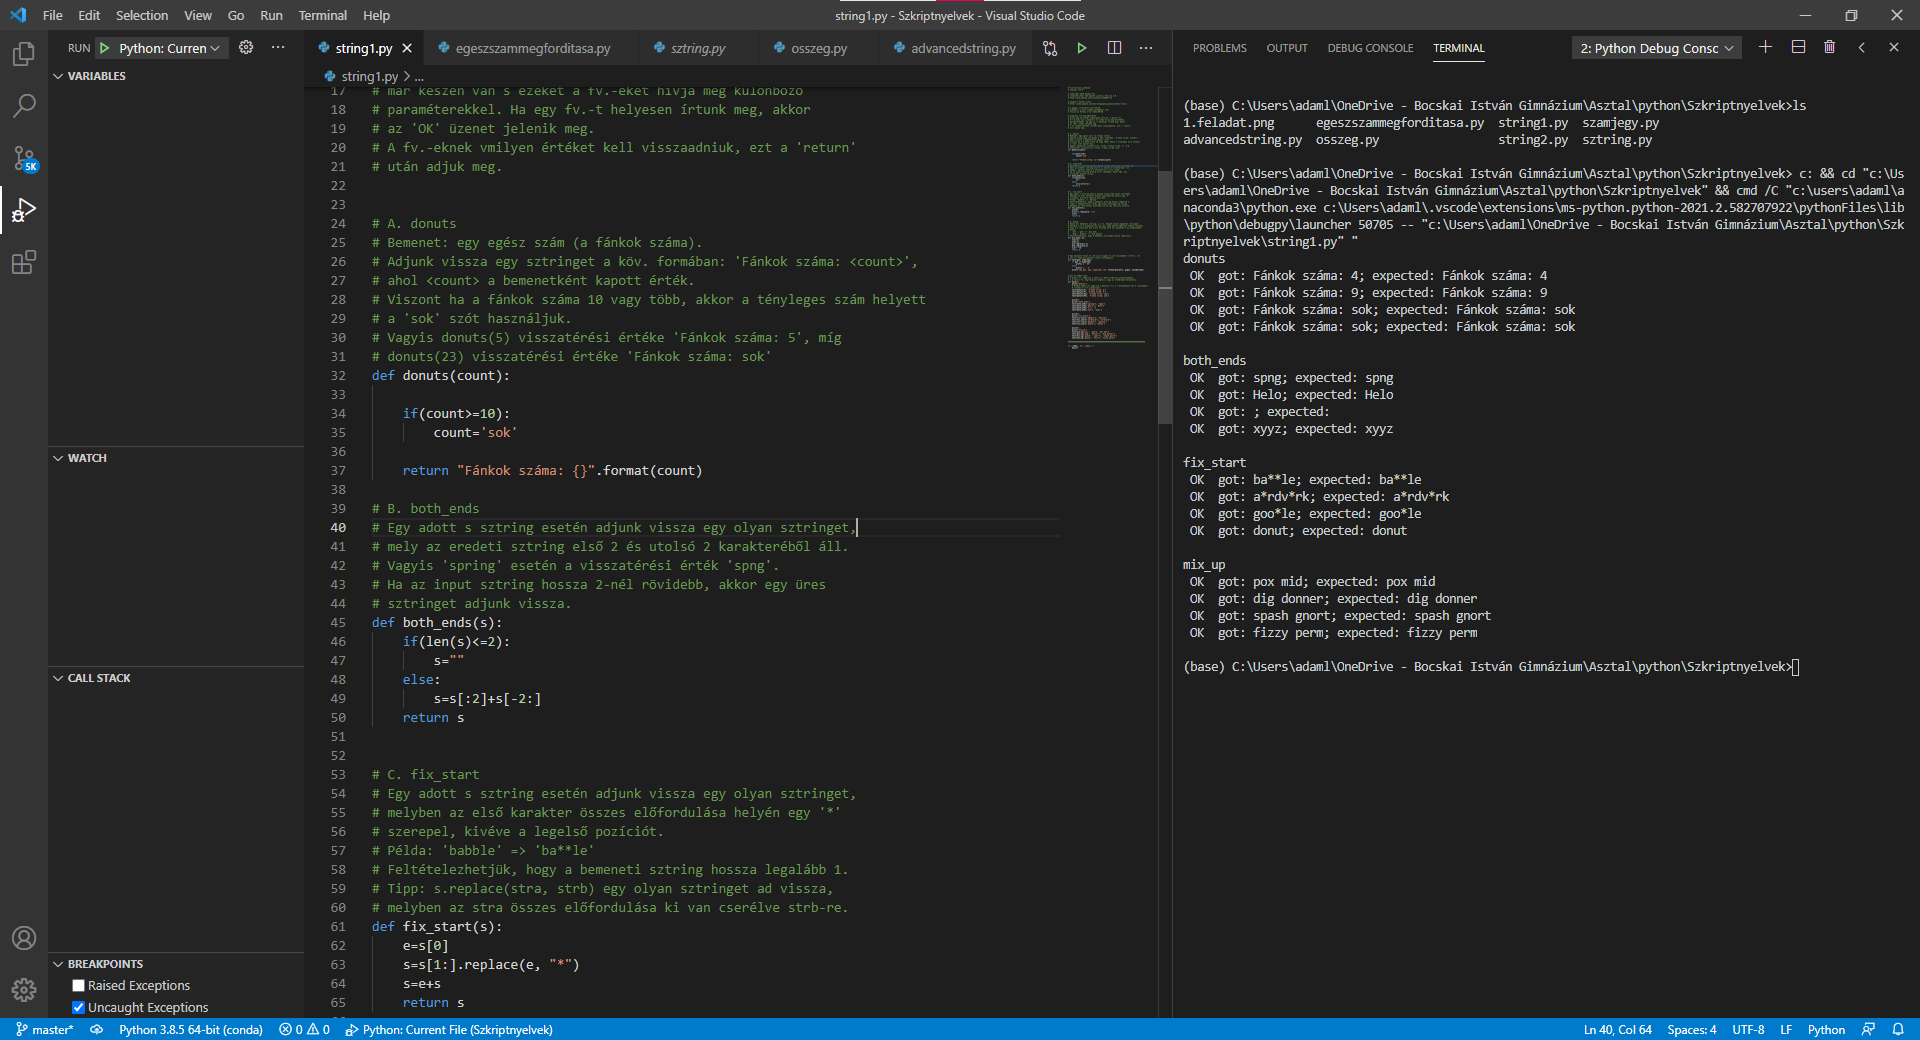 File Edit Selection View Go Run Terminal Help
string1.py - Szkriptnyelvek - Visual Studio Code
RUN Python: Curren
VARIABLES
WATCH
CALL STACK
BREAKPOINTS
Raised Exceptions
Uncaught Exceptions
5K
string1.py egeszszammegforditasa.py sztring.py osszeg.py advancedstring.py
string1.py > ...
17 # már készen van s ezeket a fv.-eket hívja meg különböző
18 # paraméterekkel. Ha egy fv.-t helyesen írtunk meg, akkor
19 # az 'OK' üzenet jelenik meg.
20 # A fv.-eknek vmilyen értéket kell visszaadniuk, ezt a 'return'
21 # után adjuk meg.
22
23
24 # A. donuts
25 # Bemenet: egy egész szám (a fánkok száma).
26 # Adjunk vissza egy sztringet a köv. formában: 'Fánkok száma: <count>',
27 # ahol <count> a bemenetként kapott érték.
28 # Viszont ha a fánkok száma 10 vagy több, akkor a tényleges szám helyett
29 # a 'sok' szót használjuk.
30 # Vagyis donuts(5) visszatérési értéke 'Fánkok száma: 5', míg
31 # donuts(23) visszatérési értéke 'Fánkok száma: sok'
32 def donuts(count):
33
34 if(count>=10):
35 count='sok'
36
37 return "Fánkok száma: {}".format(count)
38
39 # B. both_ends
40 # Egy adott s sztring esetén adjunk vissza egy olyan sztringet,
41 # mely az eredeti sztring első 2 és utolsó 2 karakteréből áll.
42 # Vagyis 'spring' esetén a visszatérési érték 'spng'.
43 # Ha az input sztring hossza 2-nél rövidebb, akkor egy üres
44 # sztringet adjunk vissza.
45 def both_ends(s):
46 if(len(s)<=2):
47 s=""
48 else:
49 s=s[:2]+s[-2:]
50 return s
51
52
53 # C. fix_start
54 # Egy adott s sztring esetén adjunk vissza egy olyan sztringet,
55 # melyben az első karakter összes előfordulása helyén egy '*'
56 # szerepel, kivéve a legelső pozíciót.
57 # Példa: 'babble' => 'ba**le'
58 # Feltételezhetjük, hogy a bemeneti sztring hossza legalább 1.
59 # Tipp: s.replace(stra, strb) egy olyan sztringet ad vissza,
60 # melyben az stra összes előfordulása ki van cserélve strb-re.
61 def fix_start(s):
62 e=s[0]
63 s=s[1:].replace(e, "*")
64 s=e+s
65 return s
PROBLEMS OUTPUT DEBUG CONSOLE TERMINAL 2: Python Debug Consc
(base) C:\Users\adaml\OneDrive - Bocskai István Gimnázium\Asztal\python\Szkriptnyelvek>ls
1.feladat.png egeszszammegforditasa.py string1.py szamjegy.py
advancedstring.py osszeg.py string2.py sztring.py
(base) C:\Users\adaml\OneDrive - Bocskai István Gimnázium\Asztal\python\Szkriptnyelvek> c: && cd "c:\Us
ers\adaml\OneDrive - Bocskai István Gimnázium\Asztal\python\Szkriptnyelvek" && cmd /C "c:\users\adaml\a
naconda3\python.exe c:\Users\adaml\.vscode\extensions\ms-python.python-2021.2.582707922\pythonFiles\lib
\python\debugpy\launcher 50705 -- "c:\Users\adaml\OneDrive - Bocskai István Gimnázium\Asztal\python\Szk
riptnyelvek\string1.py" "
donuts
OK got: Fánkok száma: 4; expected: Fánkok száma: 4
OK got: Fánkok száma: 9; expected: Fánkok száma: 9
OK got: Fánkok száma: sok; expected: Fánkok száma: sok
OK got: Fánkok száma: sok; expected: Fánkok száma: sok
both_ends
OK got: spng; expected: spng
OK got: Helo; expected: Helo
OK got: ; expected:
OK got: xyyz; expected: xyyz
fix_start
OK got: ba**le; expected: ba**le
OK got: a*rdv*rk; expected: a*rdv*rk
OK got: goo*le; expected: goo*le
OK got: donut; expected: donut
mix_up
OK got: pox mid; expected: pox mid
OK got: dig donner; expected: dig donner
OK got: spash gnort; expected: spash gnort
OK got: fizzy perm; expected: fizzy perm
(base) C:\Users\adaml\OneDrive - Bocskai István Gimnázium\Asztal\python\Szkriptnyelvek>
master* Python 3.8.5 64-bit (conda) 0 0 Python: Current File (Szkriptnyelvek) Ln 40, Col 64 Spaces: 4 UTF-8 LF Python